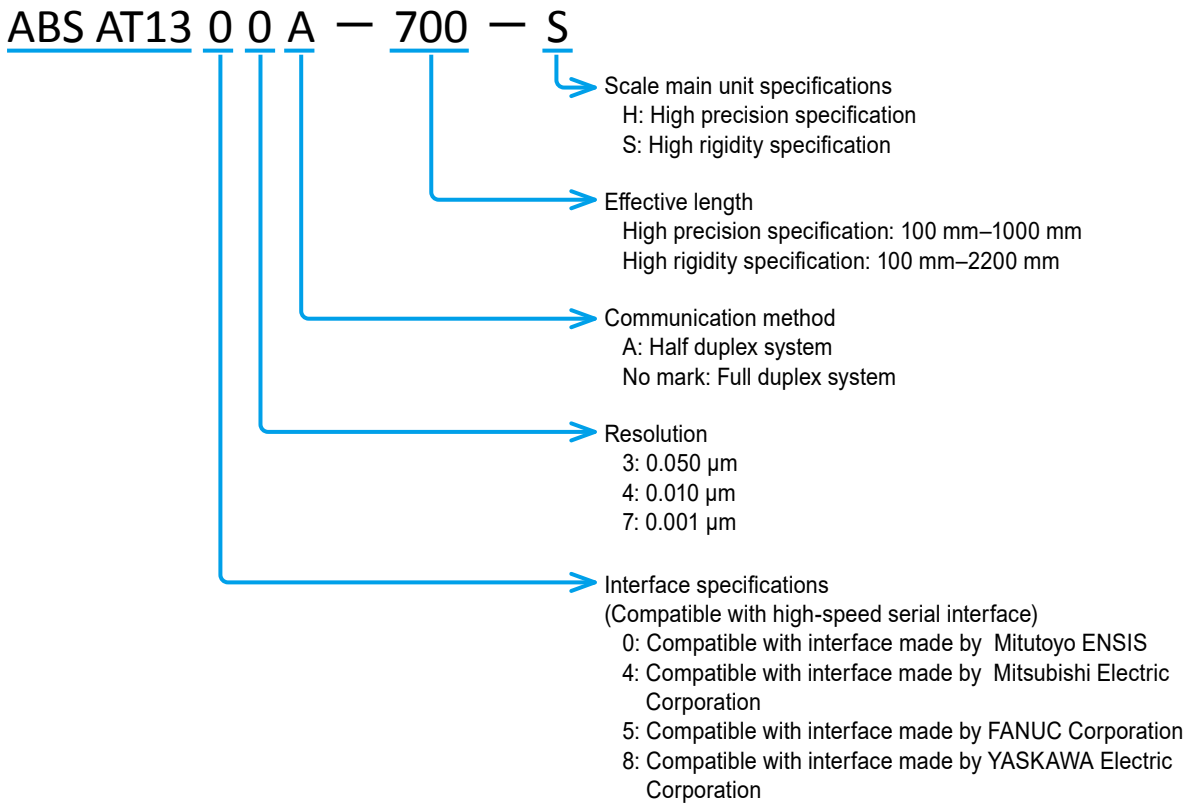 ABS AT13 0 0 A － 700 － S
Scale main unit specifications
H: High precision specification
S: High rigidity specification
Effective length
High precision specification: 100 mm–1000 mm
High rigidity specification: 100 mm–2200 mm
Communication method
A: Half duplex system
No mark: Full duplex system
Resolution
3: 0.050 µm
4: 0.010 µm
7: 0.001 µm
Interface specifications
(Compatible with high-speed serial interface)
0: Compatible with interface made by  Mitutoyo ENSIS
4: Compatible with interface made by  Mitsubishi Electric
Corporation
5: Compatible with interface made by FANUC Corporation
8: Compatible with interface made by YASKAWA Electric
Corporation